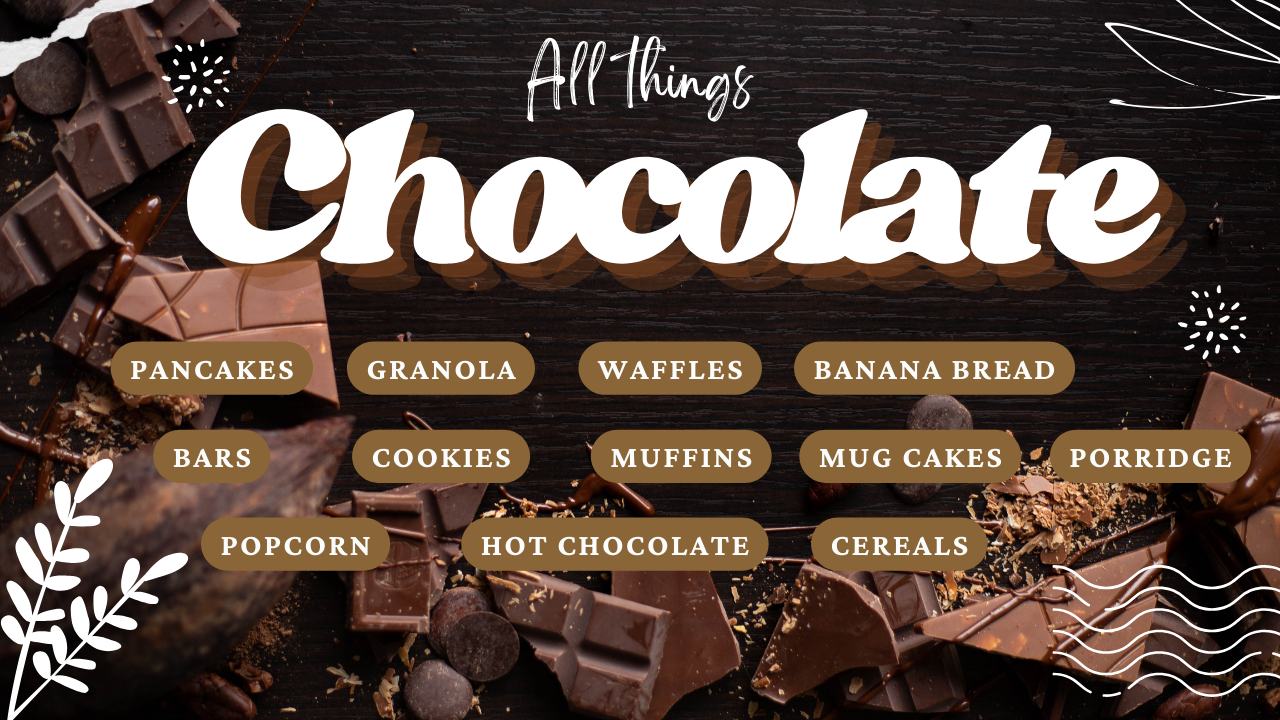 All Things
Chocolate
PANCAKES GRANOLA WAFFLES BANANA BREAD
BARS COOKIES MUFFINS MUG CAKES PORRIDGE
POPCORN HOT CHOCOLATE CEREALS